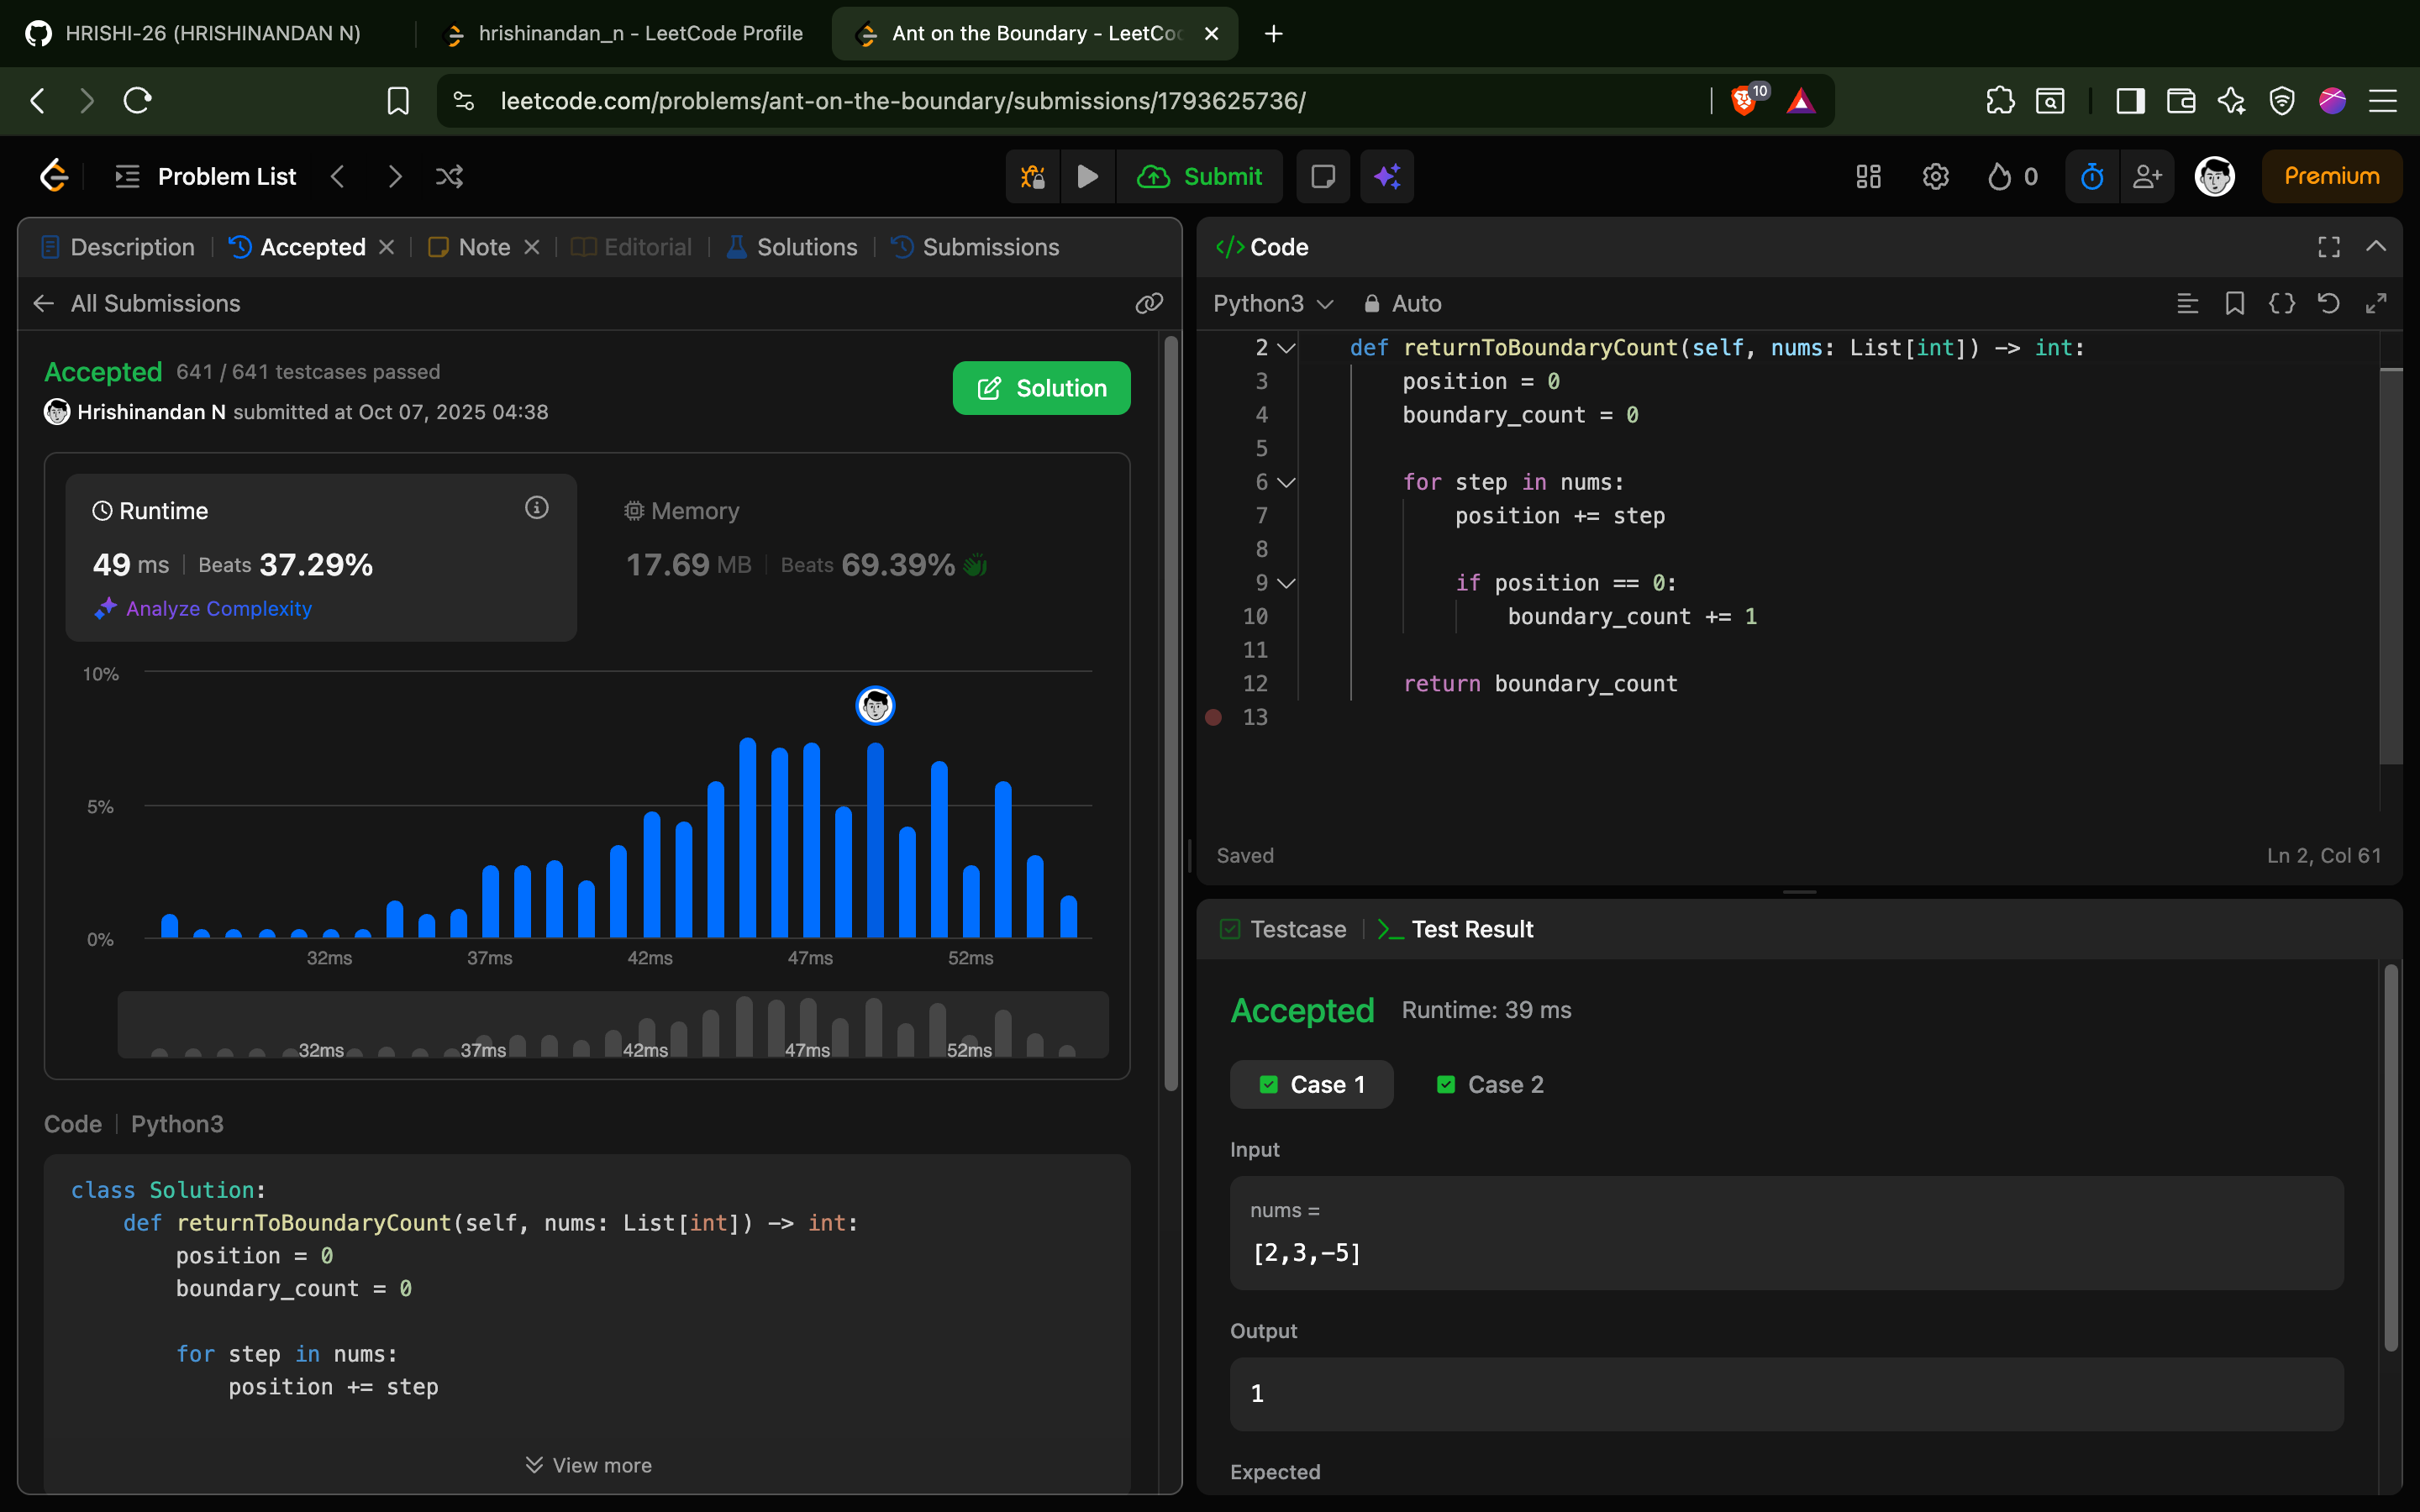 HRISHI-26 (HRISHINANDAN N)
hrishinandan_n - LeetCode Profile
Ant on the Boundary - LeetCo
leetcode.com/problems/ant-on-the-boundary/submissions/1793625736/
10
Problem List
Submit
0
Premium
Description
Accepted
Note
Editorial
Solutions
Submissions
All Submissions
Accepted 641 / 641 testcases passed
Hrishinandan N submitted at Oct 07, 2025 04:38
Solution
Runtime
49 ms Beats 37.29%
Analyze Complexity
Memory
17.69 MB Beats 69.39%
10%
5%
0%
32ms 37ms 42ms 47ms 52ms
32ms 37ms 42ms 47ms 52ms
Code Python3
class Solution:
def returnToBoundaryCount(self, nums: List[int]) -> int:
position = 0
boundary_count = 0
for step in nums:
position += step
View more
</> Code
Python3 Auto
2 def returnToBoundaryCount(self, nums: List[int]) -> int:
3 position = 0
4 boundary_count = 0
5
6 for step in nums:
7 position += step
8
9 if position == 0:
10 boundary_count += 1
11
12 return boundary_count
13
Saved
Ln 2, Col 61
Testcase
Test Result
Accepted Runtime: 39 ms
Case 1 Case 2
Input
nums =
[2,3,-5]
Output
1
Expected